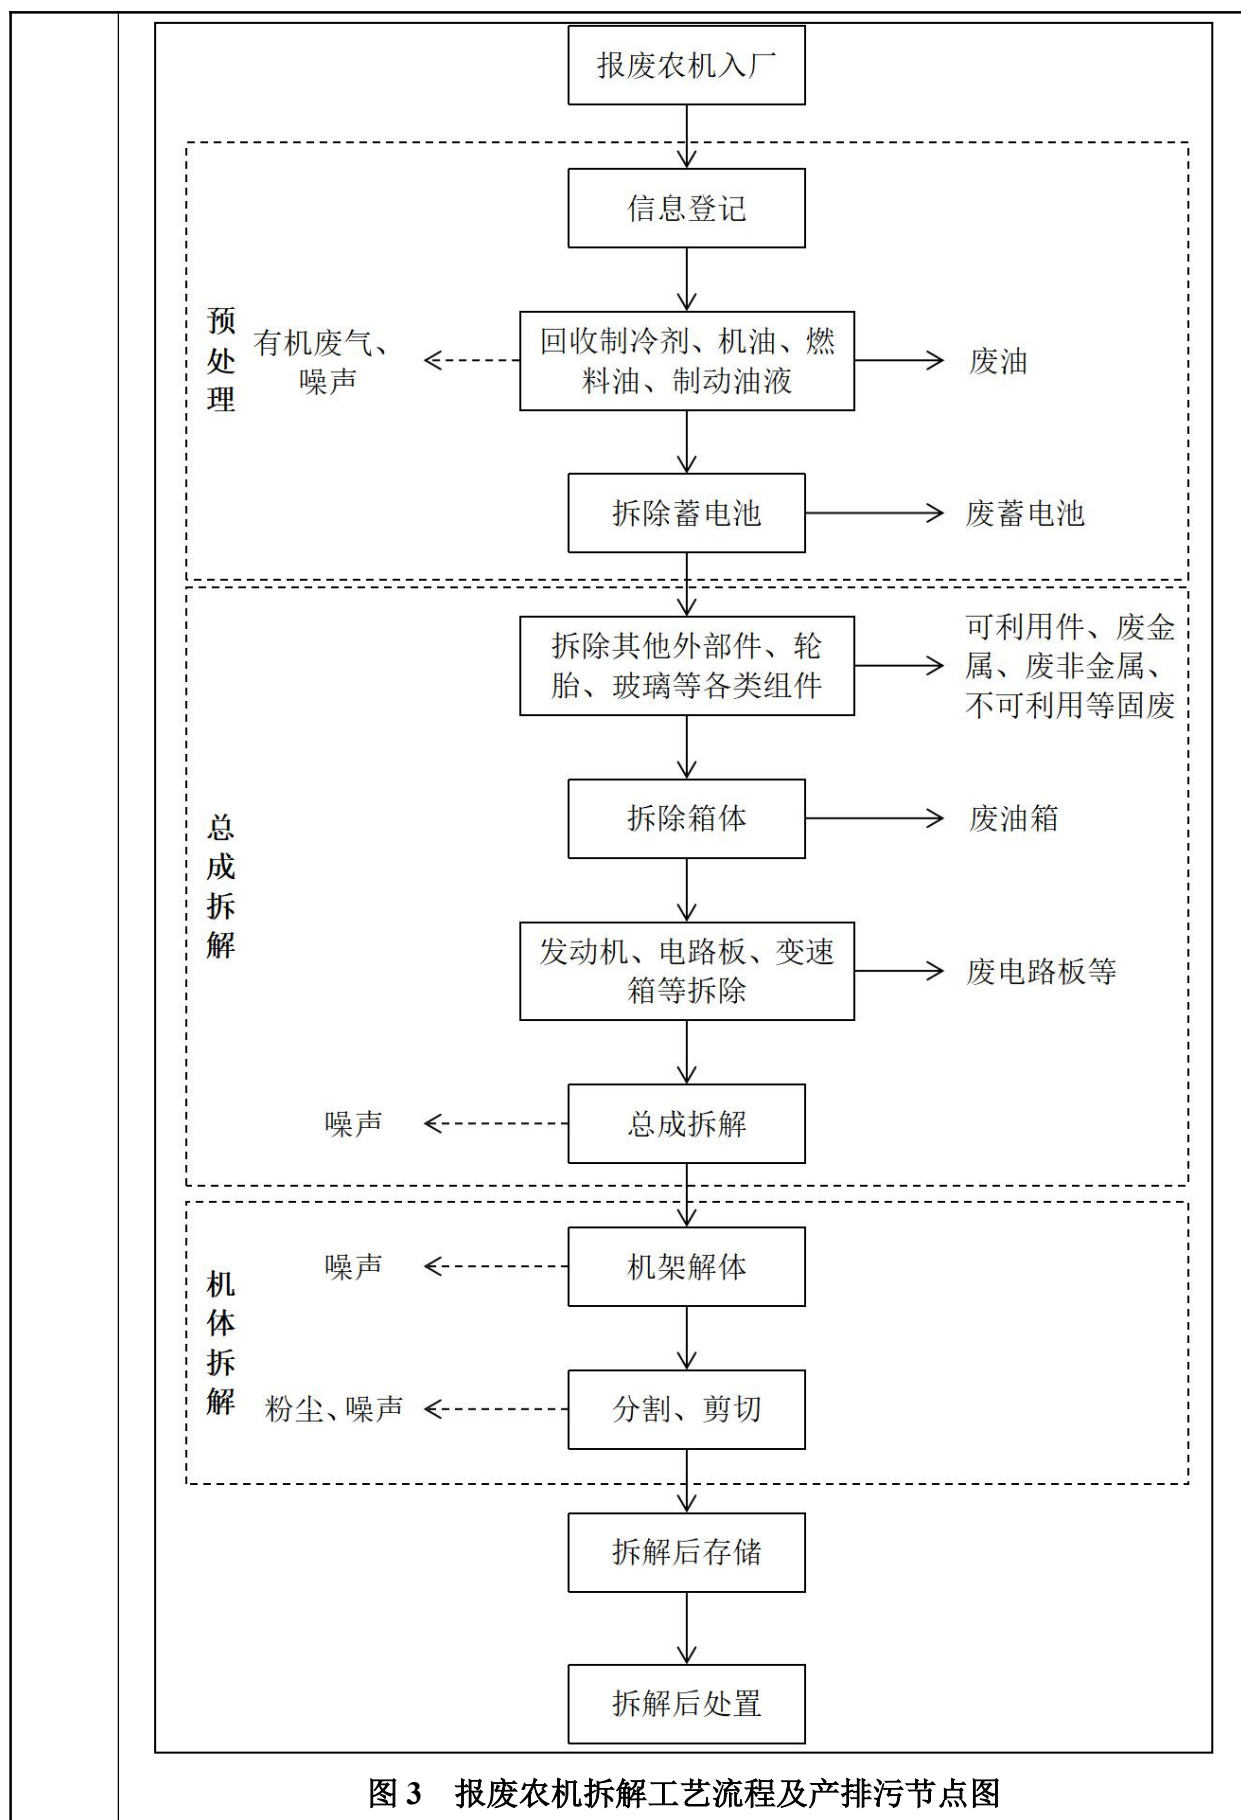 报废农机入厂
信息登记
预
处
理
有机废气、
噪声
回收制冷剂、机油、燃
料油、制动油液
废油
拆除蓄电池
废蓄电池
总
成
拆
解
拆除其他外部件、轮
胎、玻璃等各类组件
可利用件、废金
属、废非金属、
不可利用等固废
拆除箱体
废油箱
发动机、电路板、变速
箱等拆除
废电路板等
噪声
总成拆解
机
体
拆
解
噪声
机架解体
粉尘、噪声
分割、剪切
拆解后存储
拆解后处置
图 3 报废农机拆解工艺流程及产排污节点图